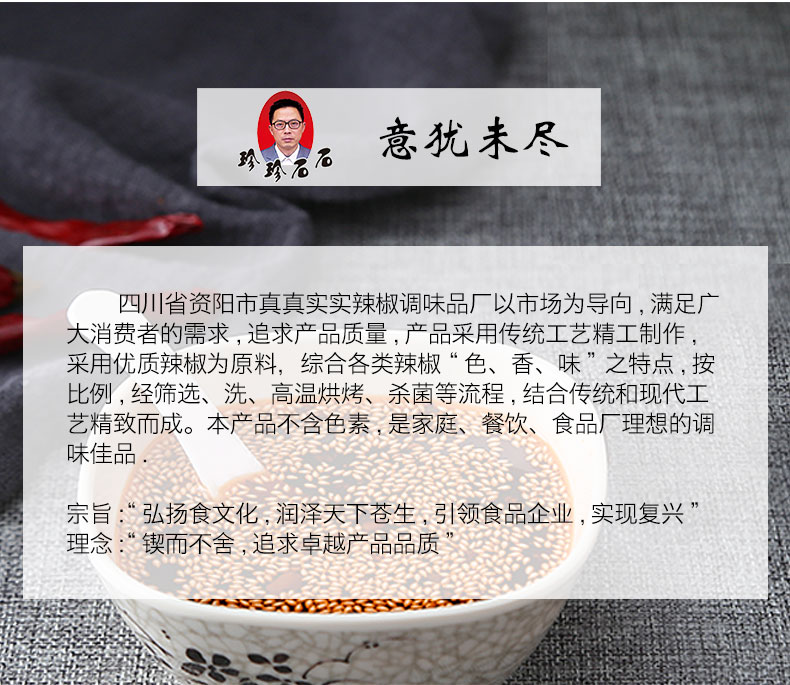 珍珍石石
意犹未尽
四川省资阳市真真实实辣椒调味品厂以市场为导向,满足广
大消费者的需求,追求产品质量,产品采用传统工艺精工制作,
采用优质辣椒为原料, 综合各类辣椒“色、香、味”之特点,按
比例,经筛选、洗、高温烘烤、杀菌等流程,结合传统和现代工
艺精致而成。本产品不含色素,是家庭、餐饮、食品厂理想的调
味佳品.
宗旨:“弘扬食文化,润泽天下苍生,引领食品企业,实现复兴”
理念:“锲而不舍,追求卓越产品品质”